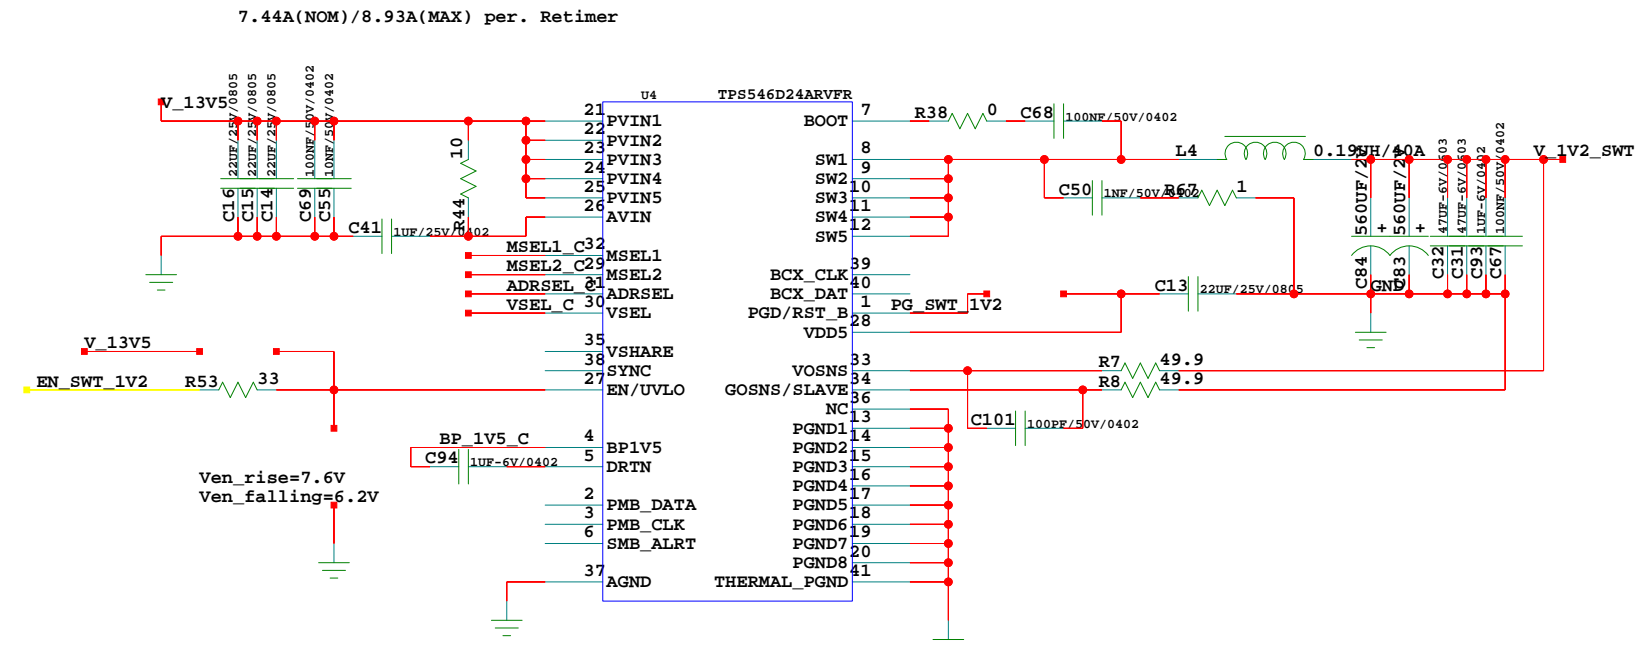 7.44A(NOM)/8.93A(MAX) per. Retimer
V_13V5
22UF/25V/0805
22UF/25V/0805
22UF/25V/0805
100NF/50V/0402
10NF/50V/0402
C16
C15
C14
C69
C55
C41
1UF/25V/0402
10
R44
U4
TPS546D24ARVFR
21
PVIN1
22
PVIN2
23
PVIN3
24
PVIN4
25
PVIN5
26
AVIN
MSEL1_C
32
MSEL1
MSEL2_C
29
MSEL2
ADRSEL_C
31
ADRSEL
VSEL_C
30
VSEL
35
VSHARE
38
SYNC
27
EN/UVLO
V_13V5
EN_SWT_1V2
R53
33
BP_1V5_C
4
BP1V5
C94
1UF-6V/0402
5
DRTN
Ven_rise=7.6V
Ven_falling=6.2V
2
PMB_DATA
3
PMB_CLK
6
SMB_ALRT
37
AGND
BOOT
7
R38
0
C68
100NF/50V/0402
SW1
8
SW2
9
SW3
10
SW4
11
SW5
12
L4
0.19UH/40A
C50
1NF/50V/0402
R67
1
BCX_CLK
39
BCX_DAT
40
PGD/RST_B
1
PG_SWT_1V2
VDD5
28
C13
22UF/25V/0805
GND
560UF/2V
560UF/2V
+
+
C84
C83
47UF-6V/0603
47UF-6V/0603
1UF-6V/0402
100NF/50V/0402
C32
C31
C93
C67
V_1V2_SWT
VOSNS
33
R7
49.9
GOSNS/SLAVE
34
R8
49.9
NC
36
C101
100PF/50V/0402
PGND1
13
PGND2
14
PGND3
15
PGND4
16
PGND5
17
PGND6
18
PGND7
19
PGND8
20
THERMAL_PGND
41